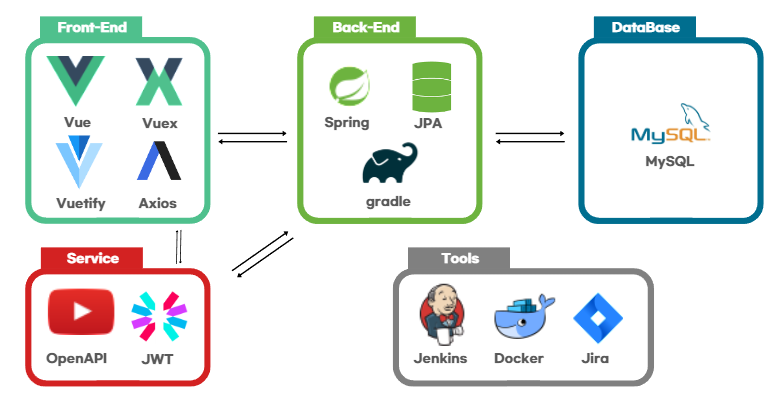 Front-End
Back-End
DataBase
Vue
Vuex
Spring
JPA
MySQL
MySQL
Vuetify
Axios
gradle
Service
Tools
OpenAPI
JWT
Jenkins
Docker
Jira